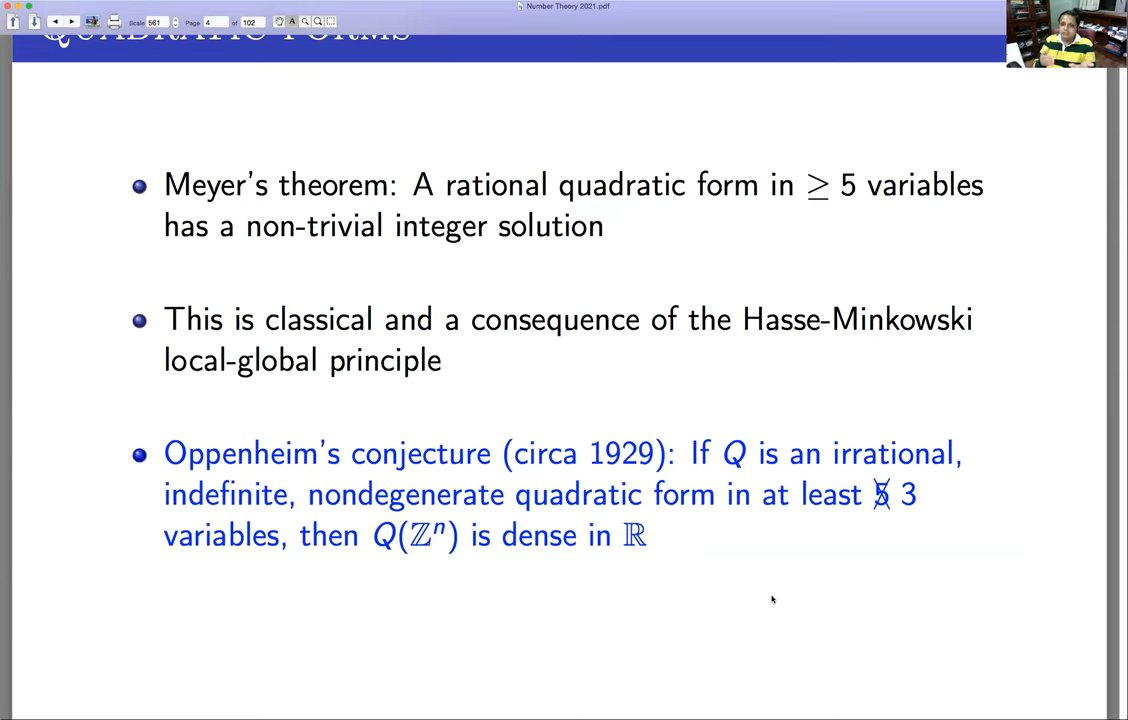 Number Theory 2021.pdf
Scale 561 Page 4 of 102
QUADRATIC FORMS
Meyer's theorem: A rational quadratic form in ≥ 5 variables
has a non-trivial integer solution
This is classical and a consequence of the Hasse-Minkowski
local-global principle
Oppenheim's conjecture (circa 1929): If Q is an irrational,
indefinite, nondegenerate quadratic form in at least 5 3
variables, then Q(ℤⁿ) is dense in ℝ